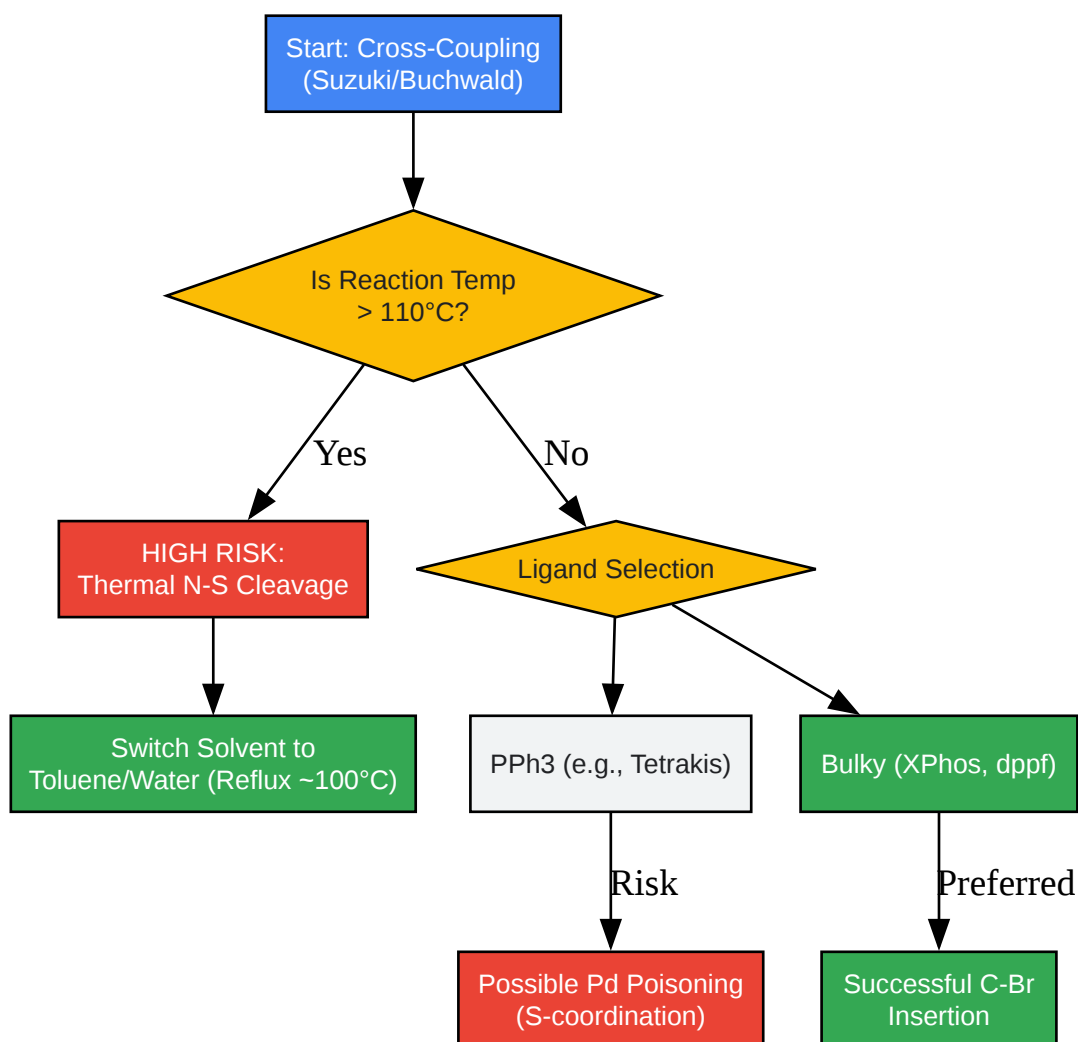 Start: Cross-Coupling
(Suzuki/Buchwald)
Is Reaction Temp
> 110°C?
Yes
No
HIGH RISK:
Thermal N-S Cleavage
Ligand Selection
Switch Solvent to
Toluene/Water (Reflux ~100°C)
PPh3 (e.g., Tetrakis)
Bulky (XPhos, dppf)
Risk
Preferred
Possible Pd Poisoning
(S-coordination)
Successful C-Br
Insertion